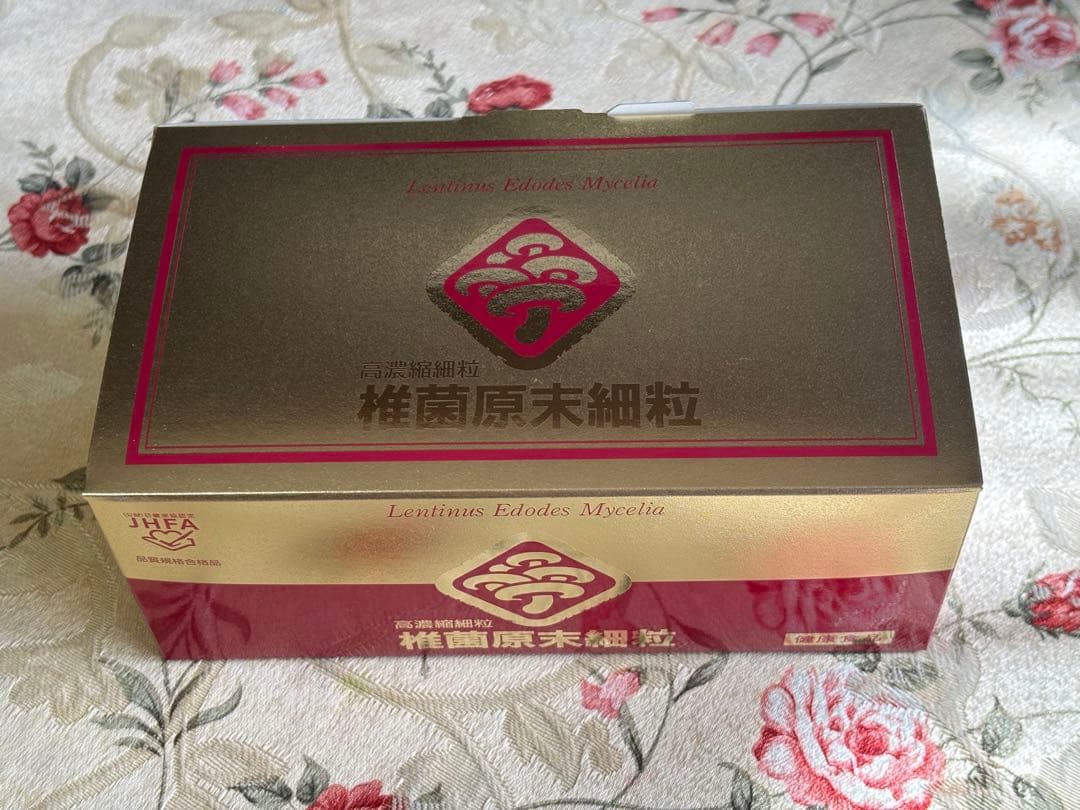 Lentinus Edodes Mycelia
高濃縮細粒
椎菌原末細粒
Lentinus Edodes Mycelia
JHFA
品質規格合格品
高濃縮細粒
椎菌原末細粒
健康食品